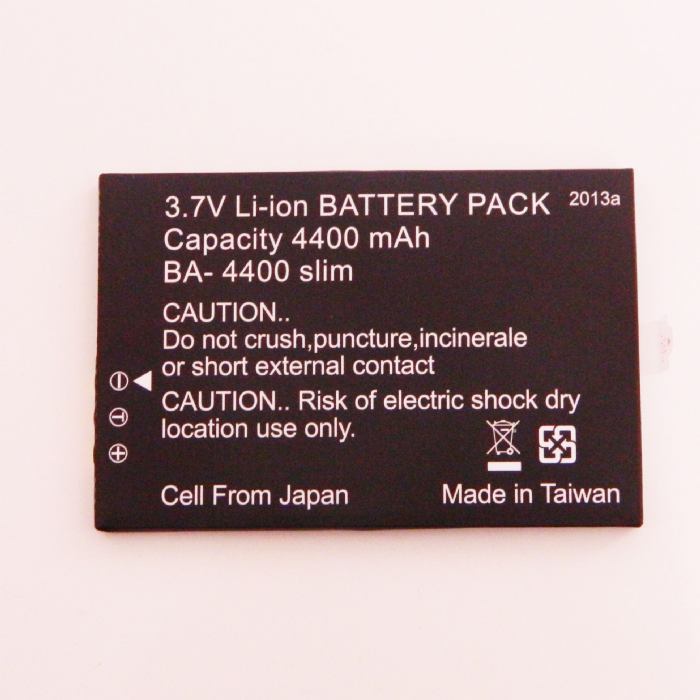 3.7V Li-ion BATTERY PACK 2013a
Capacity 4400 mAh
BA- 4400 slim
CAUTION..
Do not crush,puncture,incinerale
or short external contact
CAUTION.. Risk of electric shock dry
location use only.
Cell From Japan Made in Taiwan